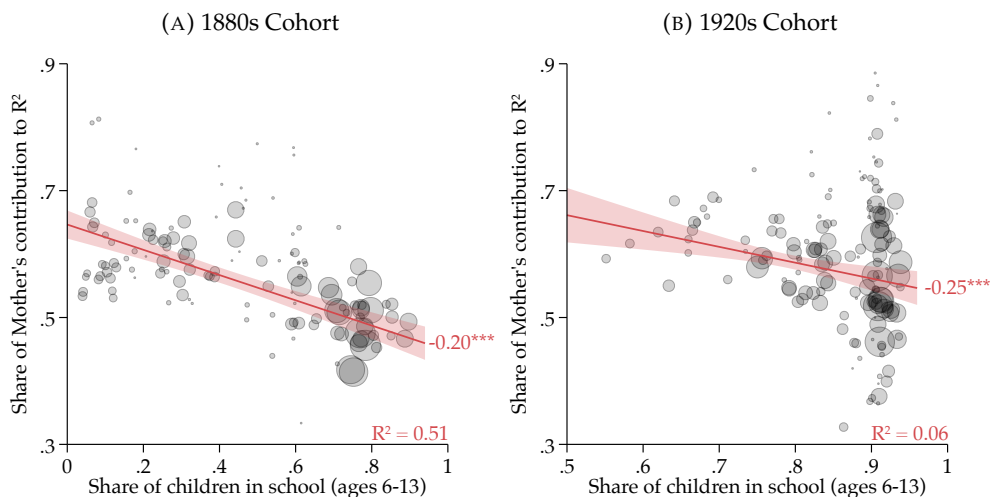 (A) 1880s Cohort
Share of Mother's contribution to R²
.9
.7
.5
.3
-0.20***
R² = 0.51
0 .2 .4 .6 .8 1
Share of children in school (ages 6-13)
(B) 1920s Cohort
Share of Mother's contribution to R²
.9
.7
.5
.3
-0.25***
R² = 0.06
.5 .6 .7 .8 .9 1
Share of children in school (ages 6-13)